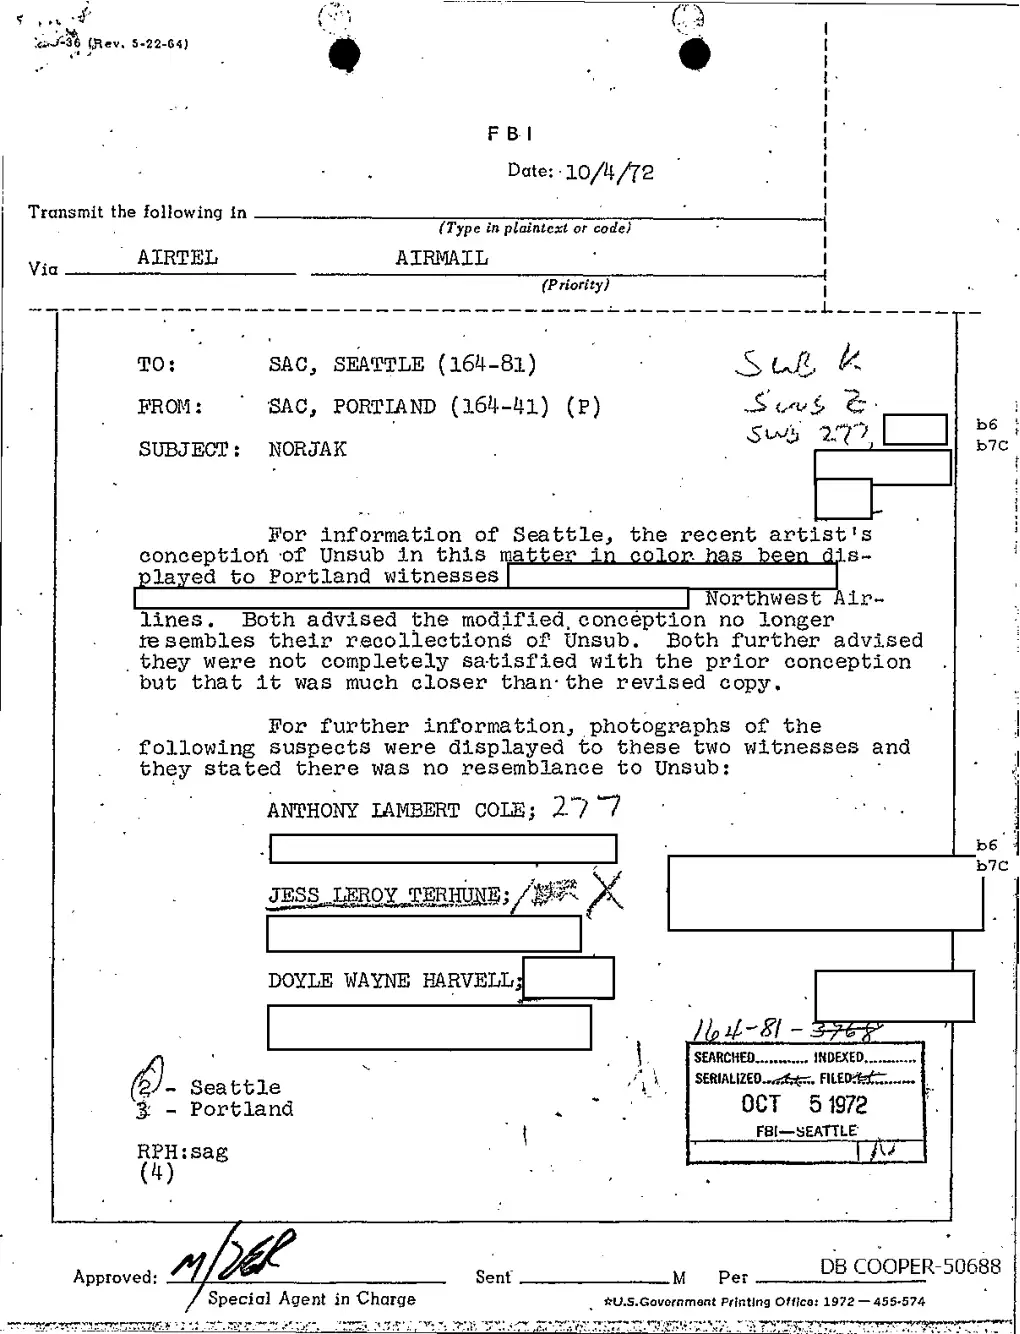 (Rev. 5-22-64)
FBI
Date: 10/4/72
Transmit the following in
(Type in plaintext or code)
Via AIRTEL AIRMAIL
(Priority)
TO: SAC, SEATTLE (164-81)
SUB K
FROM: SAC, PORTLAND (164-41) (P)
SUBJECT: NORJAK
SUB 277,
b6
b7C
For information of Seattle, the recent artist's
conception of Unsub in this matter in color has been dis-
played to Portland witnesses
Northwest Air-
lines. Both advised the modified conception no longer
resembles their recollections of Unsub. Both further advised
they were not completely satisfied with the prior conception
but that it was much closer than the revised copy.
For further information, photographs of the
following suspects were displayed to these two witnesses and
they stated there was no resemblance to Unsub:
ANTHONY LAMBERT COLE; 277
b6
b7C
JESS LEROY TERHUNE; X
DOYLE WAYNE HARVELL;
164-81-3768
SEARCHED............ INDEXED............
SERIALIZED............ FILED............
OCT 5 1972
FBI—SEATTLE
2 - Seattle
3 - Portland
RPH:sag
(4)
Approved: Sent M Per
DB COOPER-50688
Special Agent in Charge
☆U.S.Government Printing Office: 1972 — 455-574